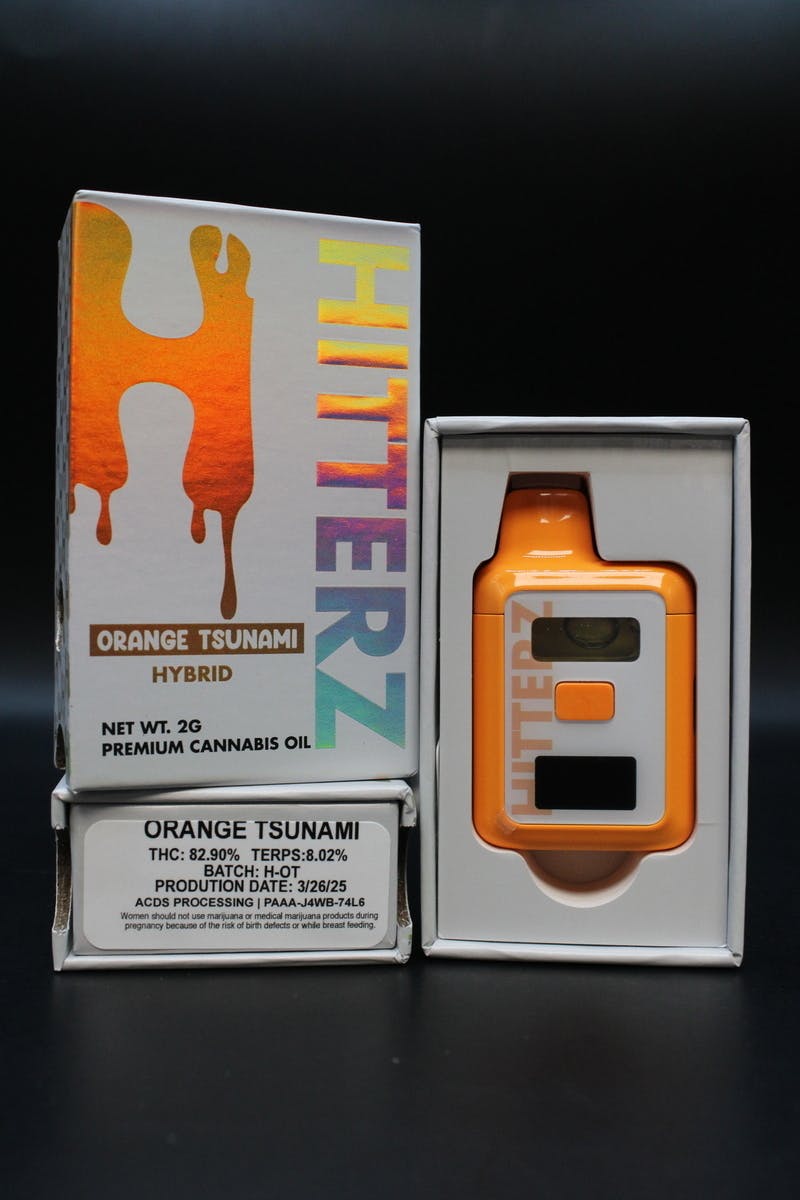 HITTERZ
ORANGE TSUNAMI
HYBRID
NET WT. 2G
PREMIUM CANNABIS OIL
ORANGE TSUNAMI
THC: 82.90% TERPS:8.02%
BATCH: H-OT
PRODUTION DATE: 3/26/25
ACDS PROCESSING | PAAA-J4WB-74L6
Women should not use marijuana or medical marijuana products during
pregnancy because of the risk of birth defects or while breast feeding.
HITTERZ